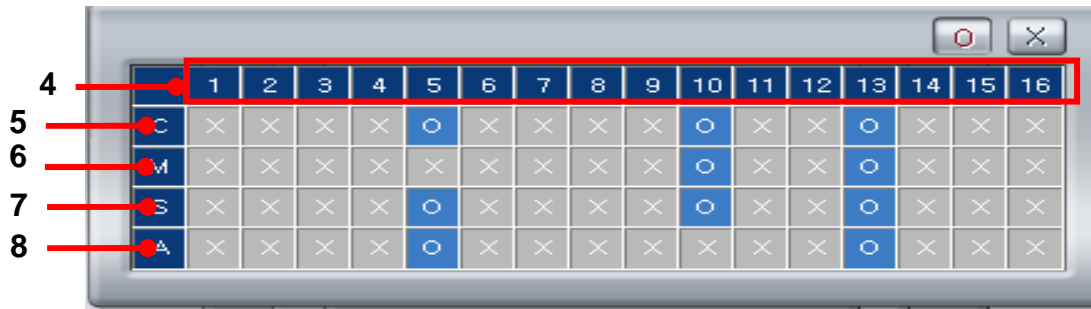 O X
4 1 2 3 4 5 6 7 8 9 10 11 12 13 14 15 16
5 C X X X X O X X X X O X X O X X X
6 M X X X X X X X X X O X X O X X X
7 S X X X X O X X X X O X X O X X X
8 A X X X X O X X X X X X X O X X X